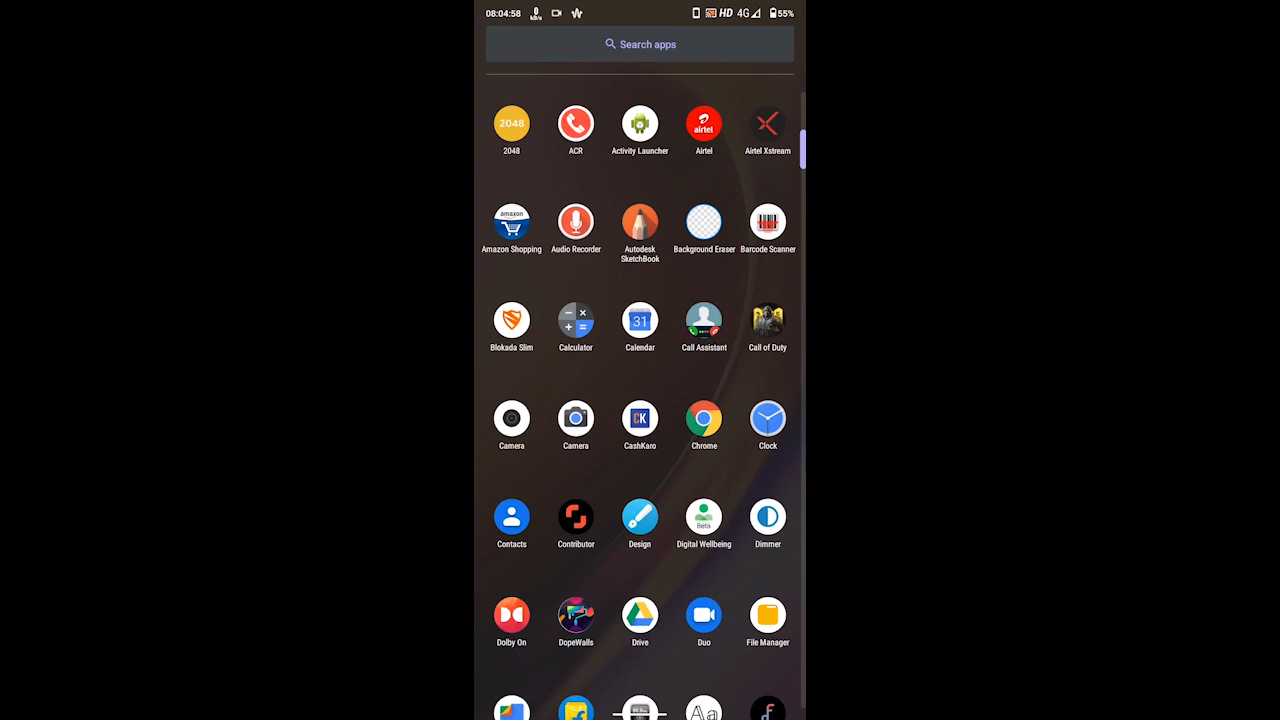 08:04:58 0 kB/s HD 4G 55%
Search apps
2048
airtel
2048 ACR Activity Launcher Airtel Airtel Xstream
amazon
Amazon Shopping Audio Recorder Autodesk SketchBook Background Eraser Barcode Scanner
31
Blokada Slim Calculator Calendar Call Assistant Call of Duty
CK
Camera Camera CashKaro Chrome Clock
Beta
Contacts Contributor Design Digital Wellbeing Dimmer
Dolby On DopeWalls Drive Duo File Manager
Aa